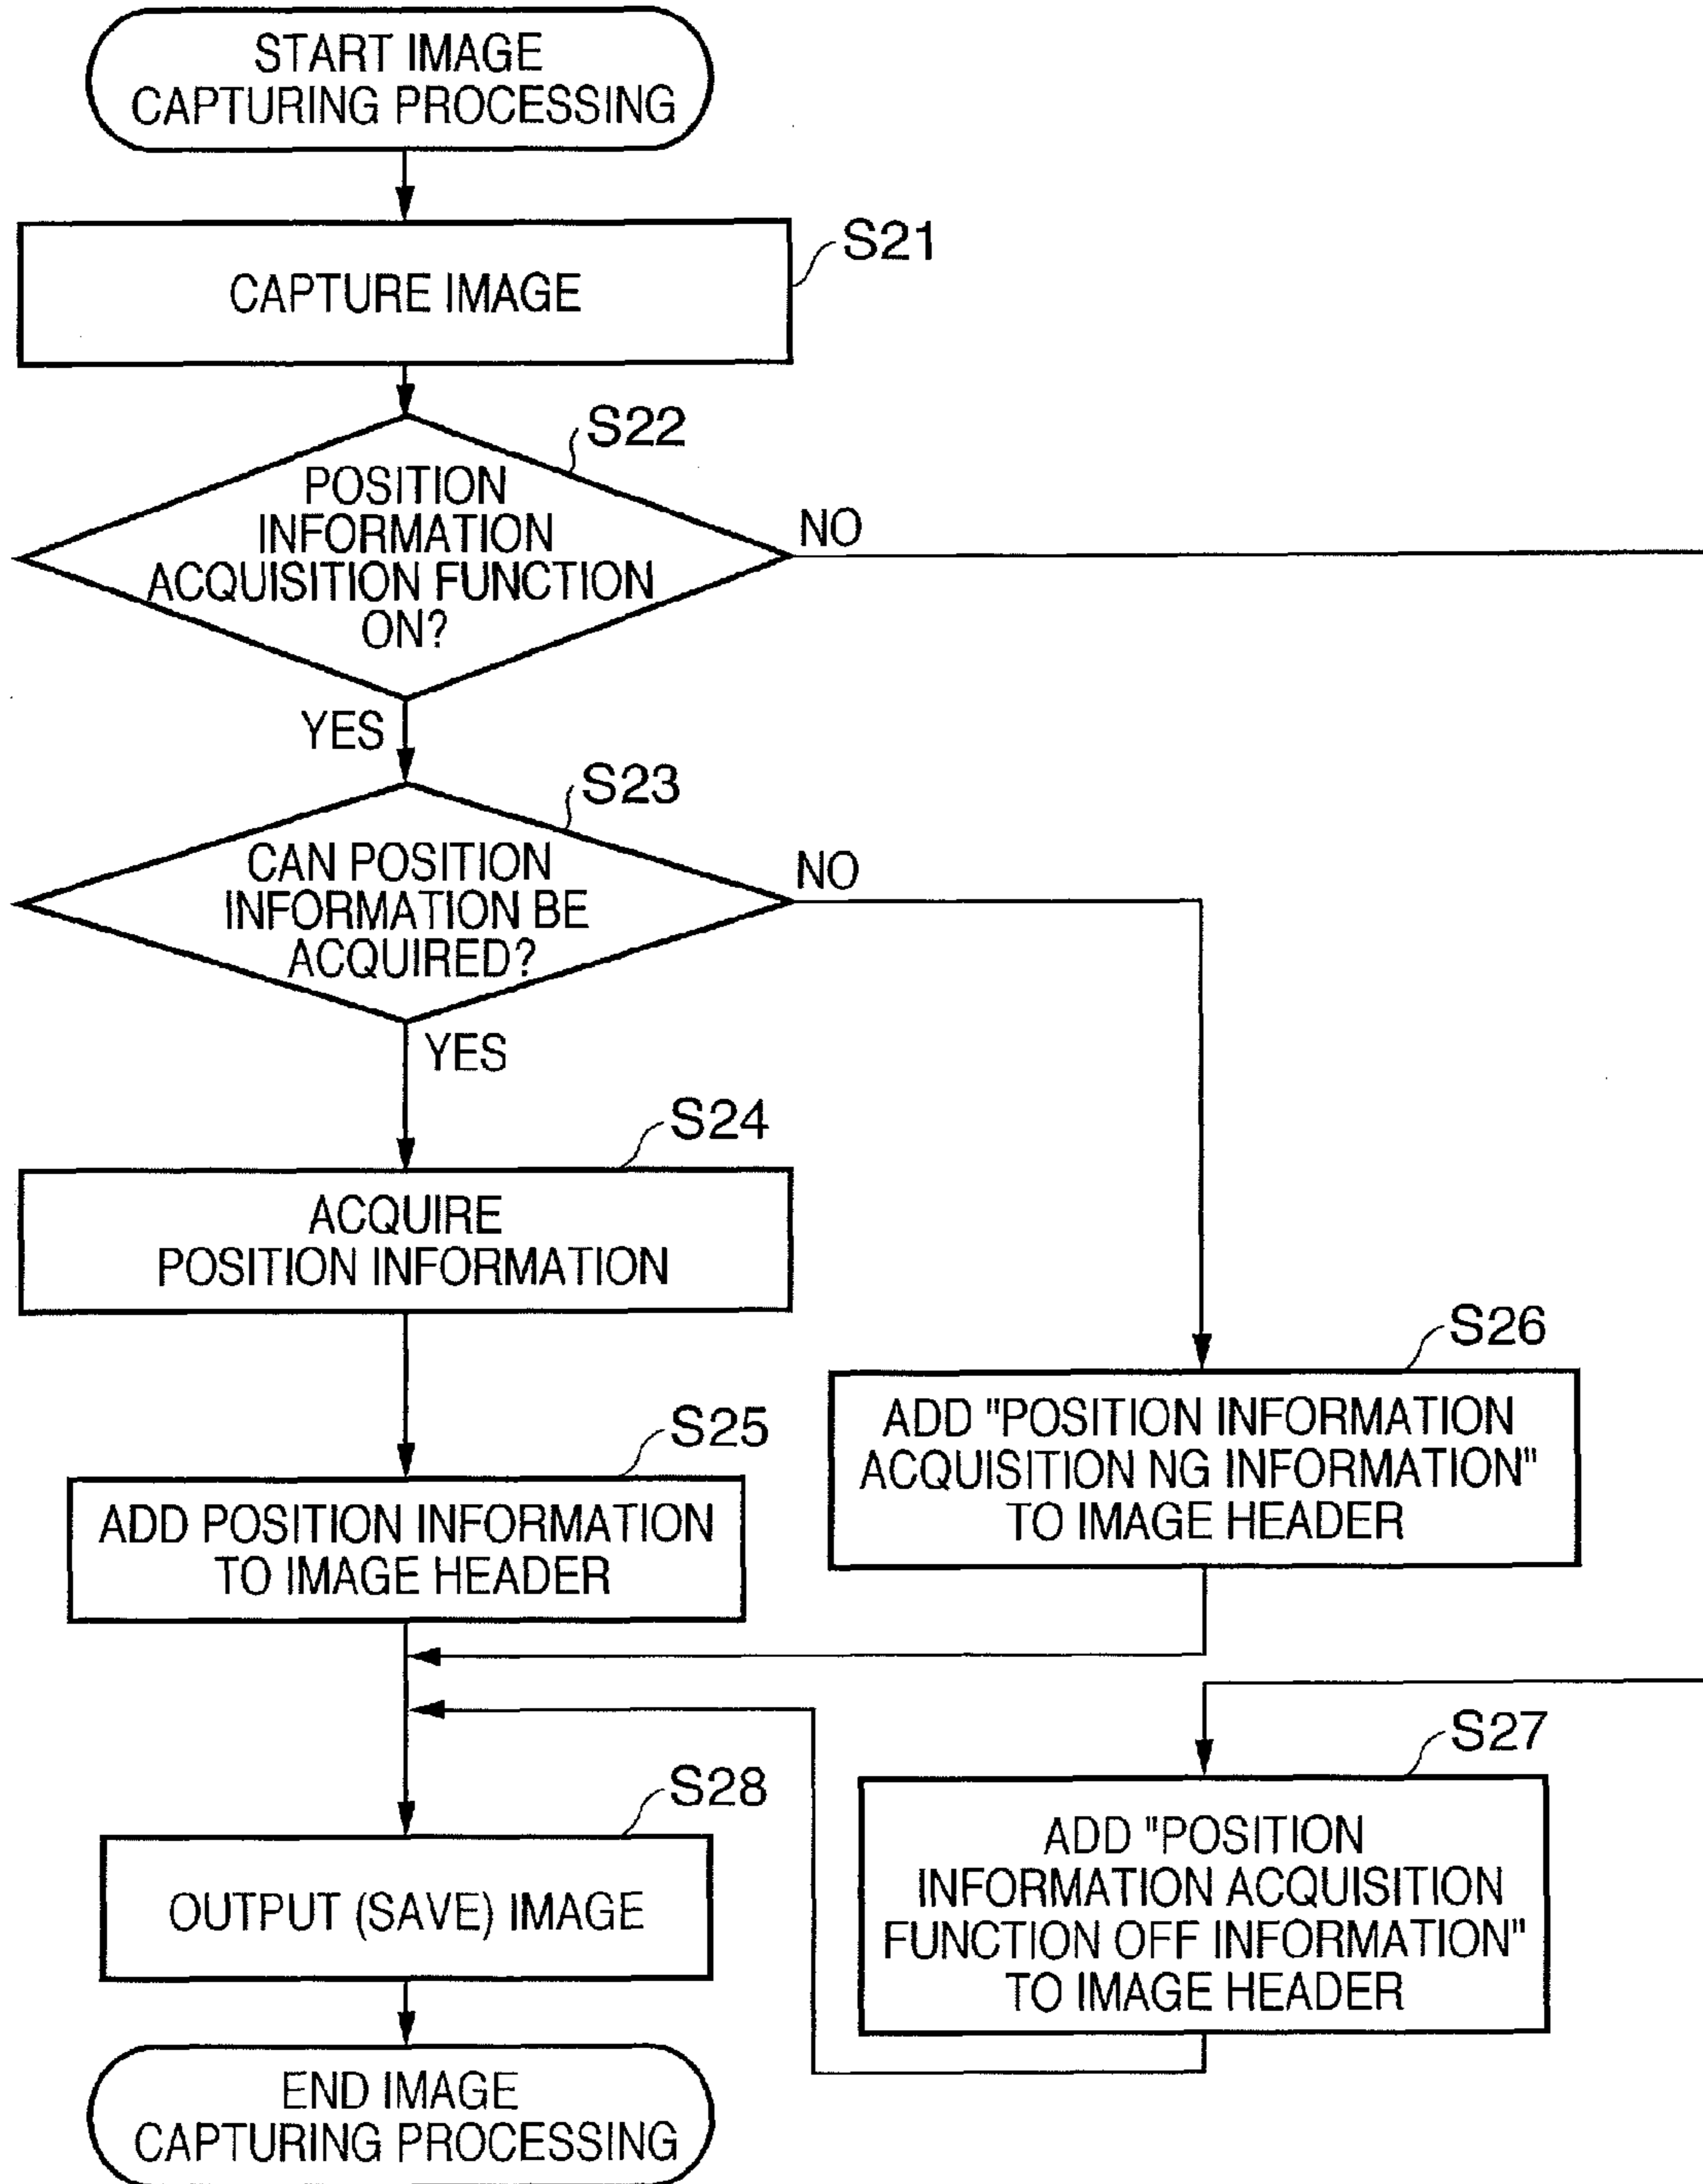 START IMAGE
CAPTURING PROCESSING
S21
CAPTURE IMAGE
S22
POSITION
INFORMATION
ACQUISITION FUNCTION
ON?
NO
YES
S23
CAN POSITION
INFORMATION BE
ACQUIRED?
NO
YES
S24
ACQUIRE
POSITION INFORMATION
S25
ADD POSITION INFORMATION
TO IMAGE HEADER
S26
ADD "POSITION INFORMATION
ACQUISITION NG INFORMATION"
TO IMAGE HEADER
S27
ADD "POSITION
INFORMATION ACQUISITION
FUNCTION OFF INFORMATION"
TO IMAGE HEADER
S28
OUTPUT (SAVE) IMAGE
END IMAGE
CAPTURING PROCESSING